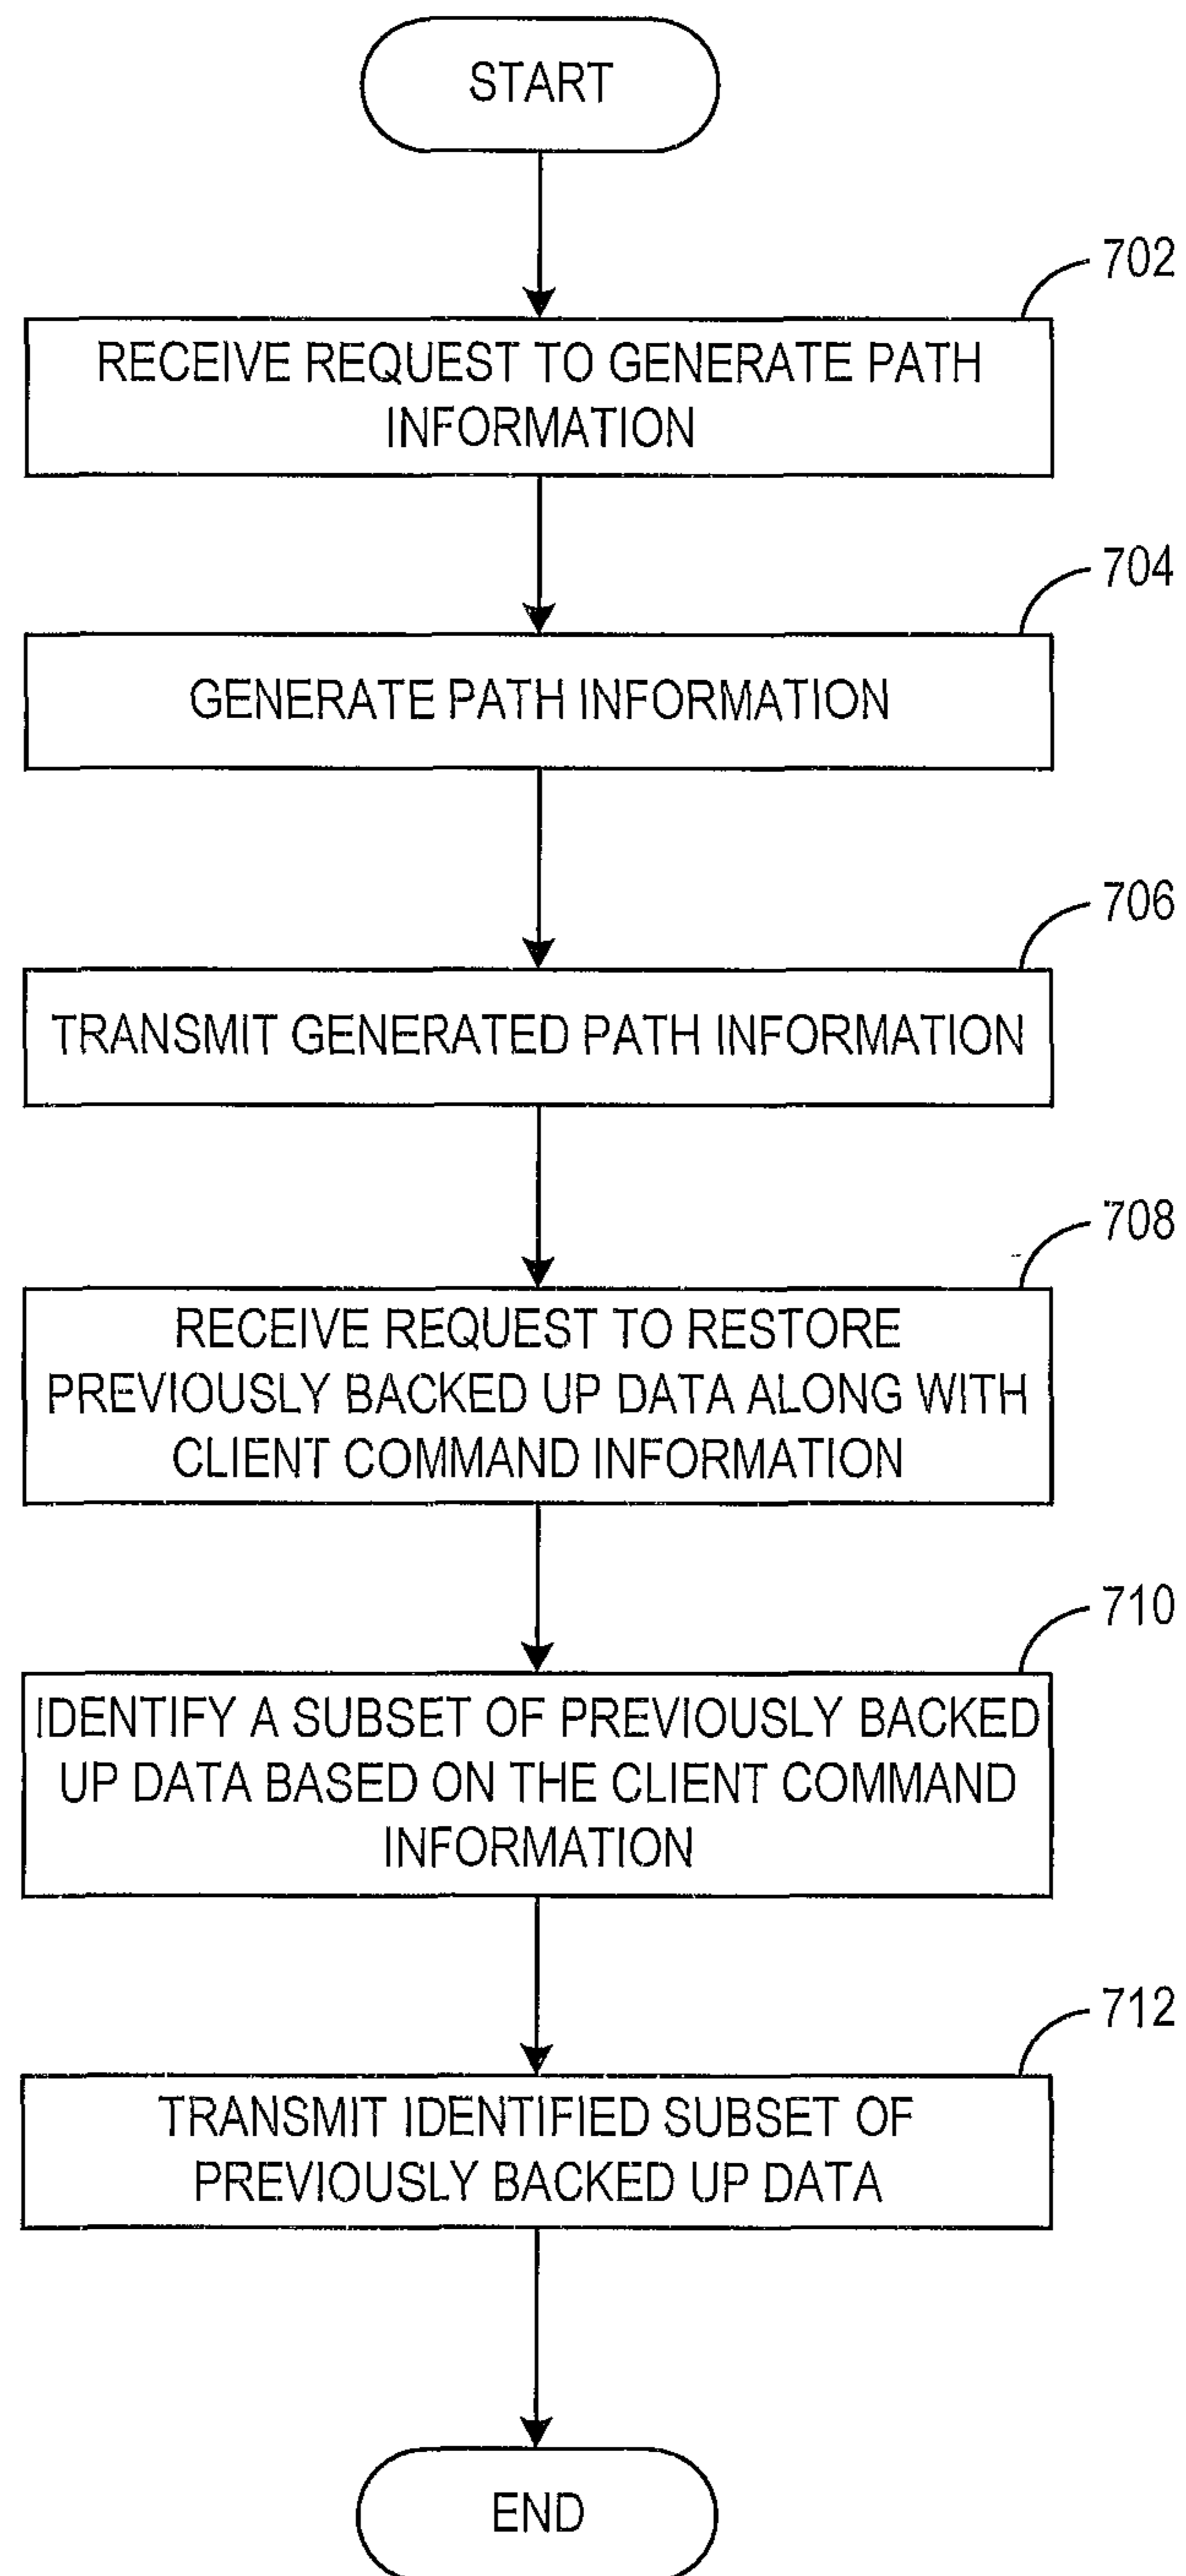 START
702
RECEIVE REQUEST TO GENERATE PATH
INFORMATION
704
GENERATE PATH INFORMATION
706
TRANSMIT GENERATED PATH INFORMATION
708
RECEIVE REQUEST TO RESTORE
PREVIOUSLY BACKED UP DATA ALONG WITH
CLIENT COMMAND INFORMATION
710
IDENTIFY A SUBSET OF PREVIOUSLY BACKED
UP DATA BASED ON THE CLIENT COMMAND
INFORMATION
712
TRANSMIT IDENTIFIED SUBSET OF
PREVIOUSLY BACKED UP DATA
END